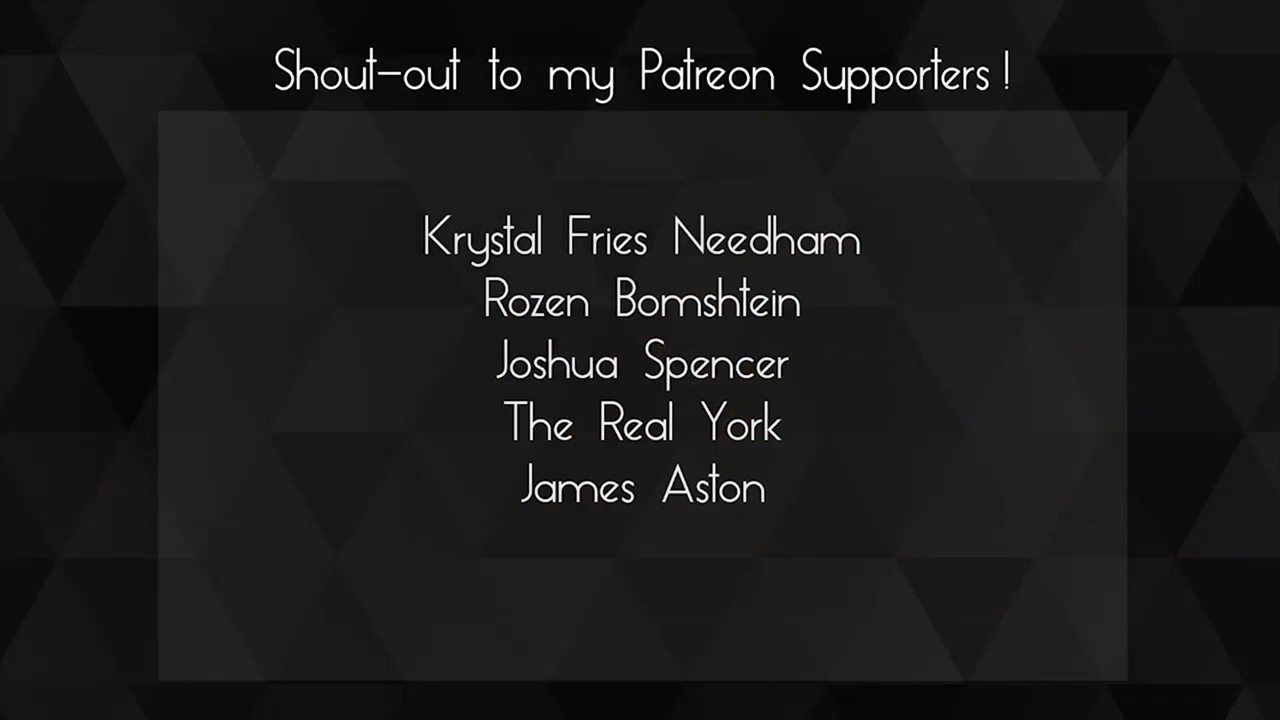 Shout-out to my Patreon Supporters!
Krystal Fries Needham
Rozen Bomshtein
Joshua Spencer
The Real York
James Aston